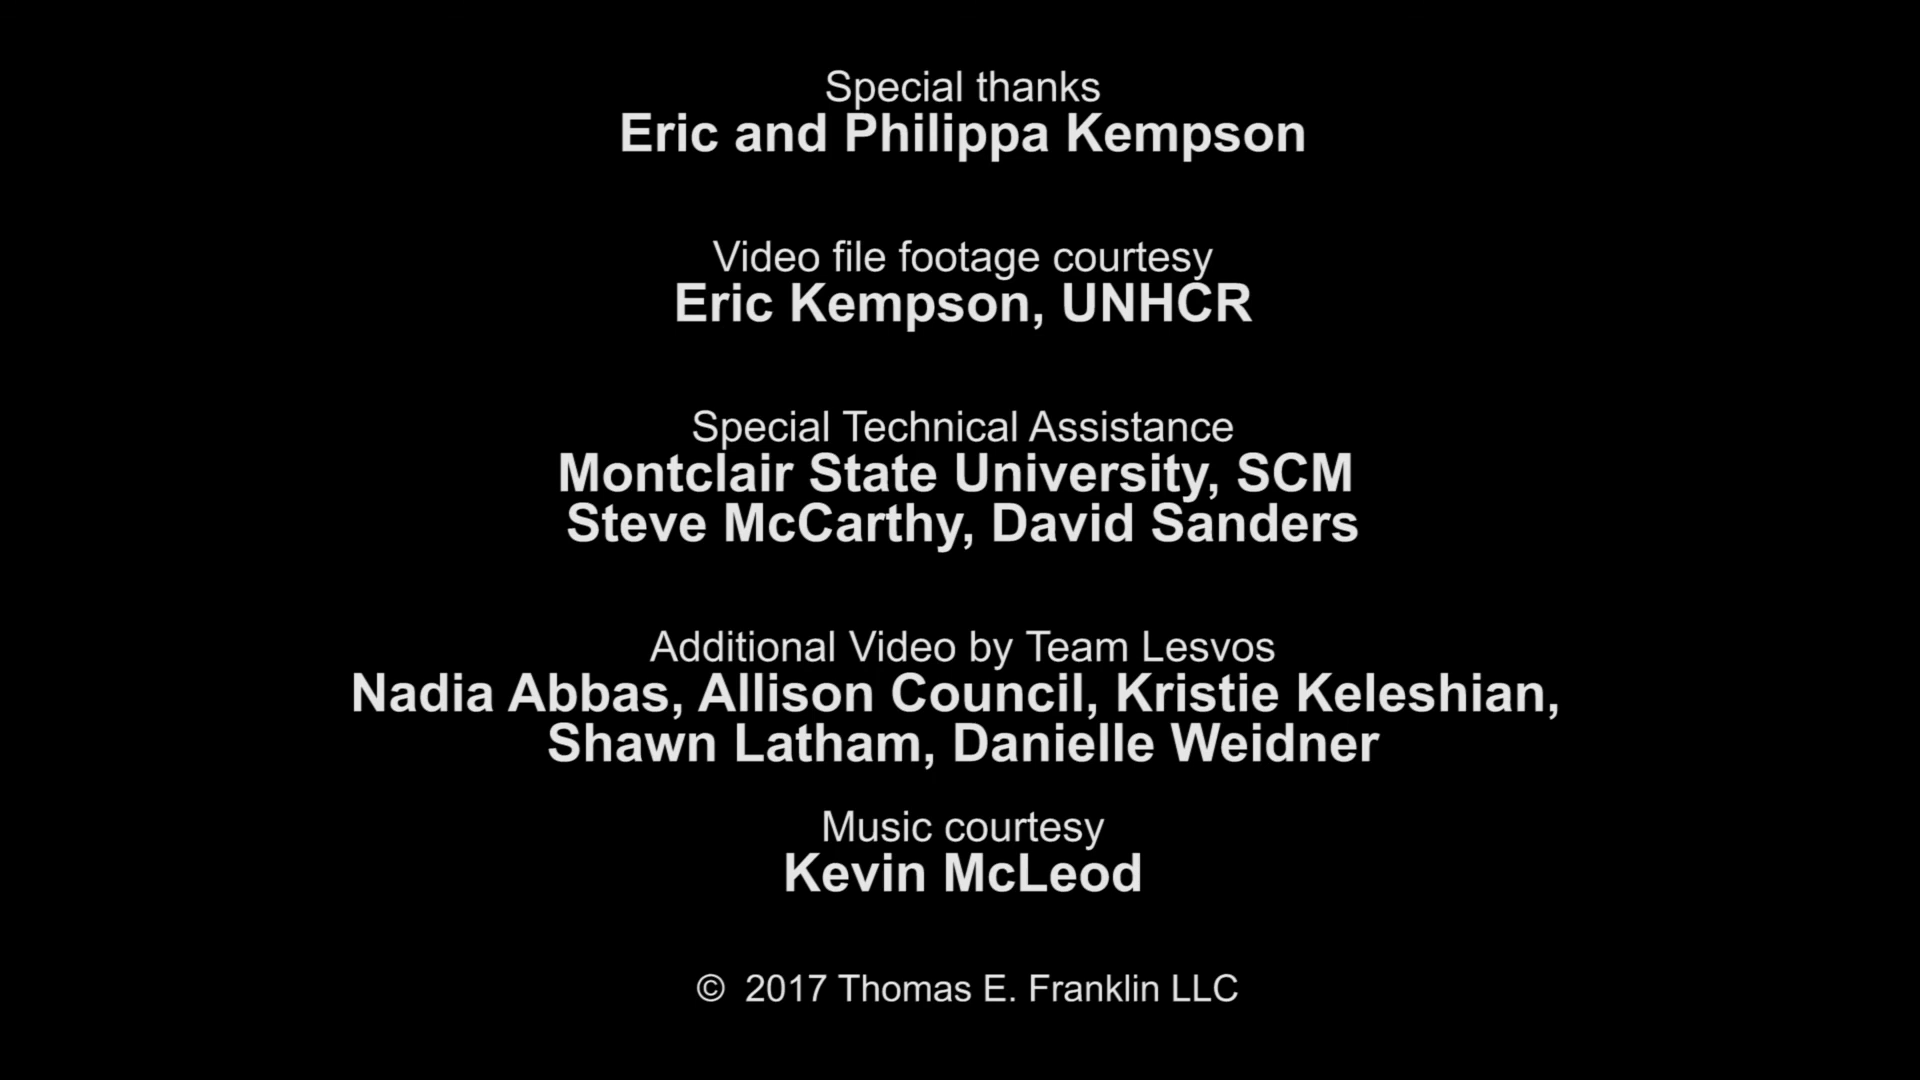 Special thanks
Eric and Philippa Kempson
Video file footage courtesy
Eric Kempson, UNHCR
Special Technical Assistance
Montclair State University, SCM
Steve McCarthy, David Sanders
Additional Video by Team Lesvos
Nadia Abbas, Allison Council, Kristie Keleshian,
Shawn Latham, Danielle Weidner
Music courtesy
Kevin McLeod
© 2017 Thomas E. Franklin LLC